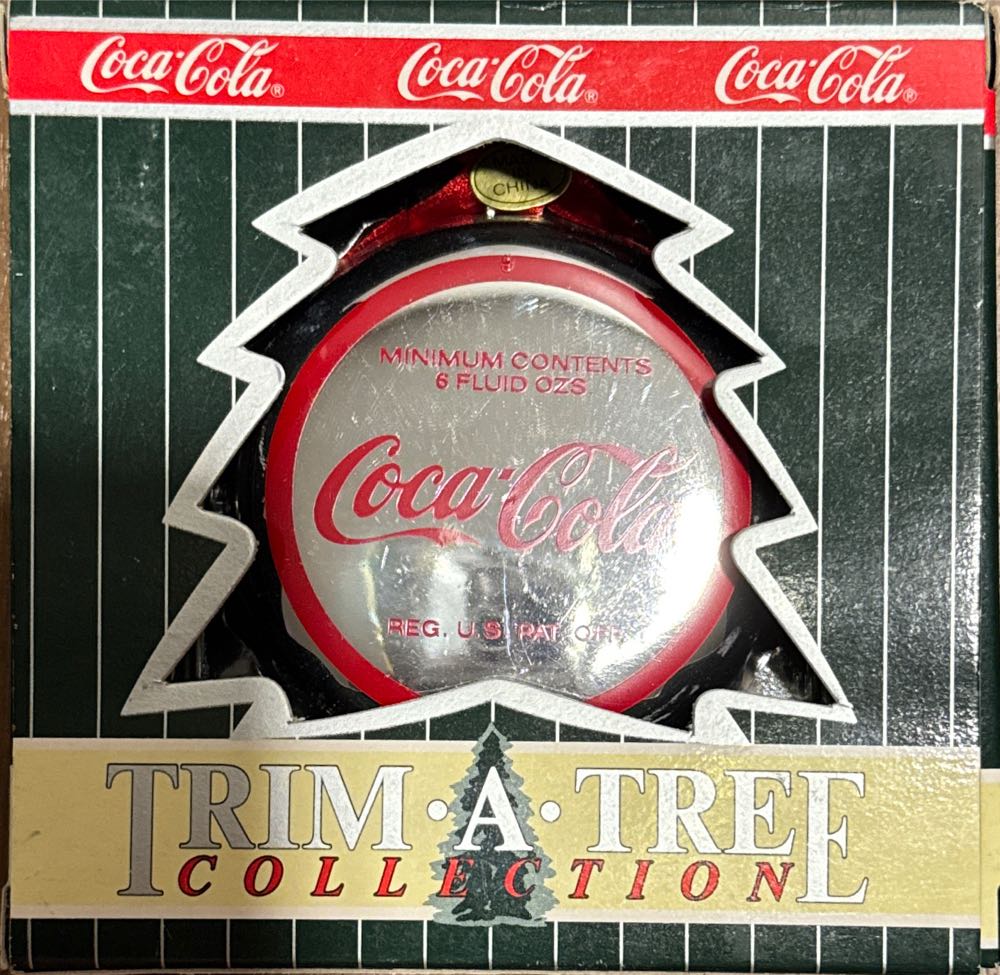 Coca-Cola® Coca-Cola® Coca-Cola®
CHINA
MINIMUM CONTENTS
6 FLUID OZS
Coca-Cola
REG. U.S. PAT. OFF.
TRIM·A·TREE
COLLECTION